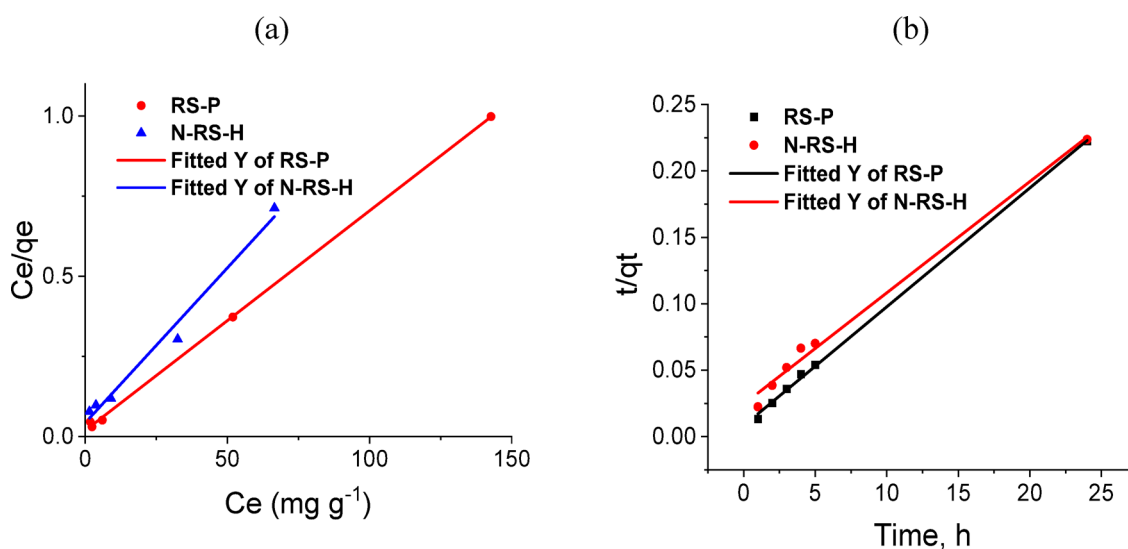 (a)
RS-P
N-RS-H
Fitted Y of RS-P
Fitted Y of N-RS-H
1.0
0.5
0.0
Ce/qe
0
50
100
150
Ce (mg g⁻¹)
(b)
RS-P
N-RS-H
Fitted Y of RS-P
Fitted Y of N-RS-H
0.25
0.20
0.15
0.10
0.05
0.00
t/qt
0
5
10
15
20
25
Time, h